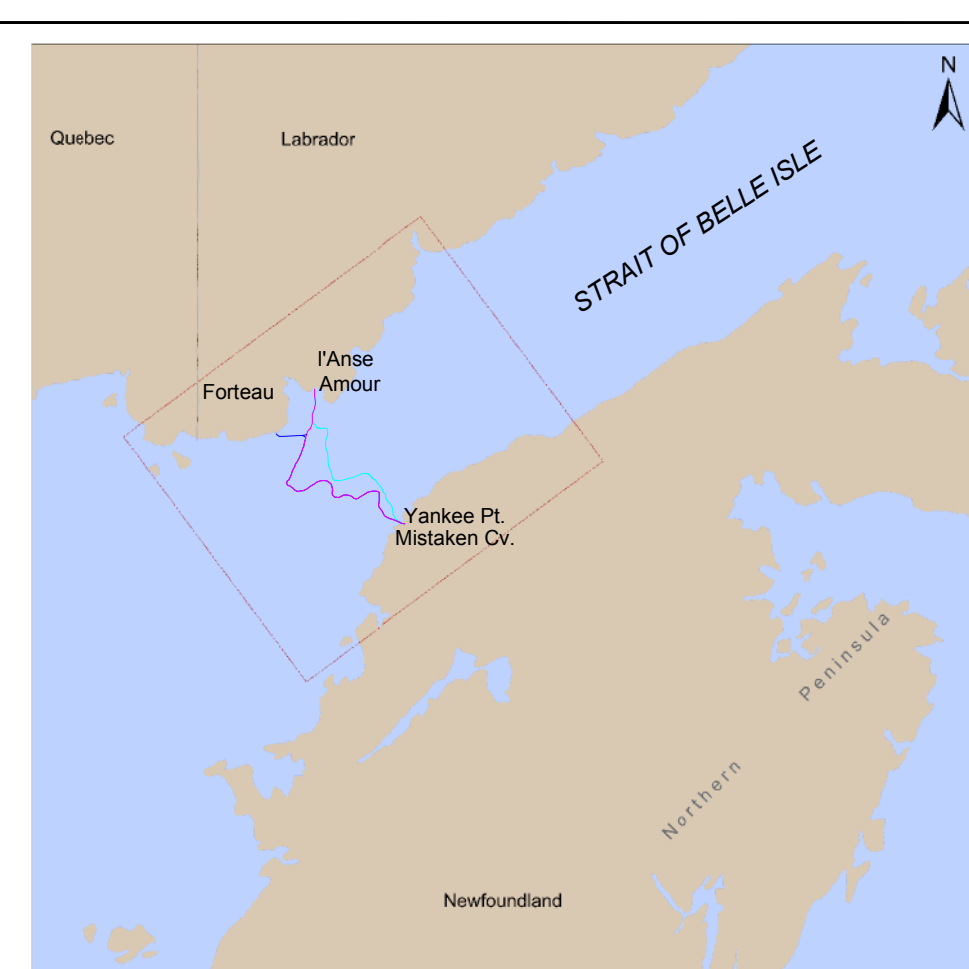 N
Quebec
Labrador
STRAIT OF BELLE ISLE
l'Anse
Amour
Forteau
Yankee Pt.
Mistaken Cv.
Northern Peninsula
Newfoundland